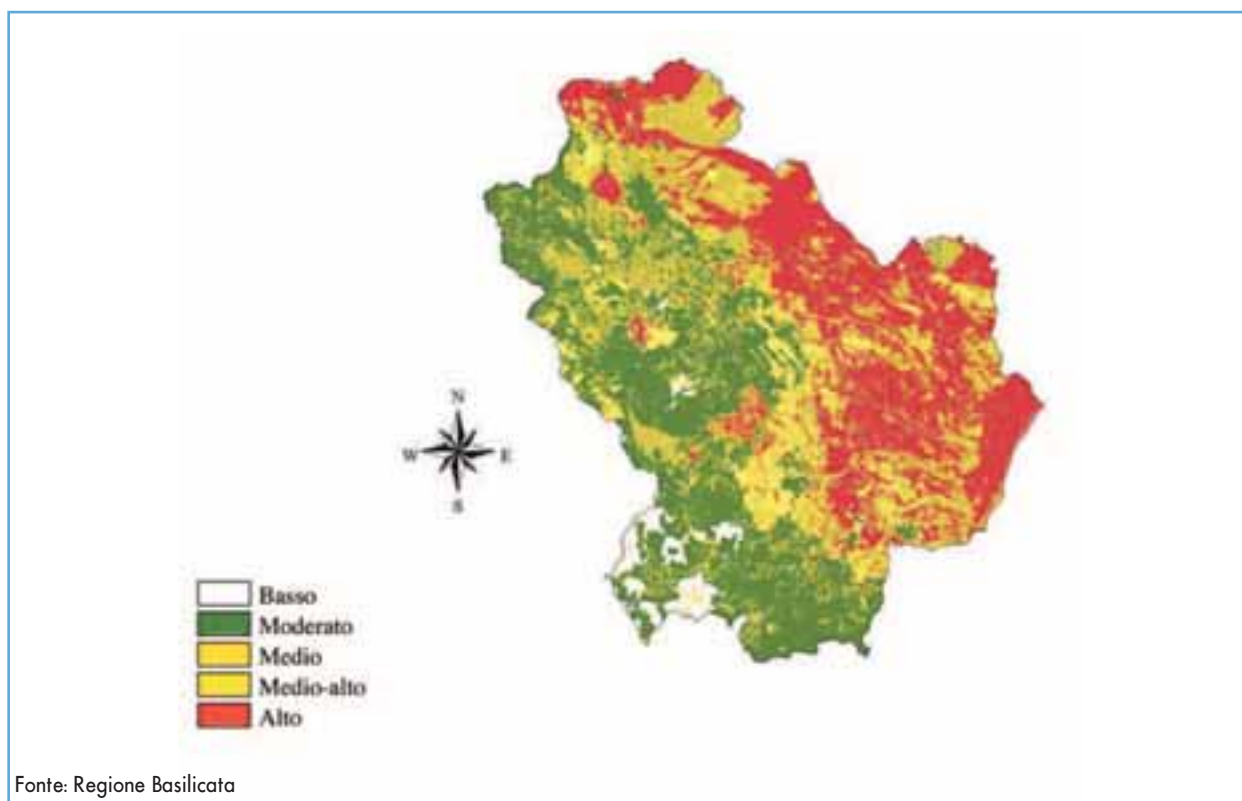 N
W
E
S
Basso
Moderato
Medio
Medio-alto
Alto
Fonte: Regione Basilicata